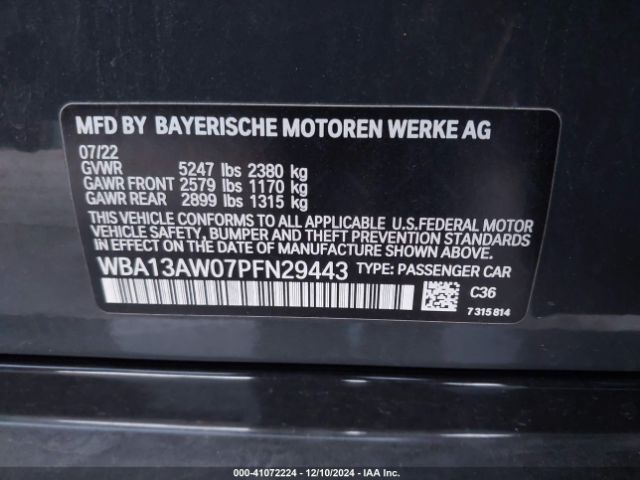 MFD BY BAYERISCHE MOTOREN WERKE AG
07/22
GVWR 5247 lbs 2380 kg
GAWR FRONT 2579 lbs 1170 kg
GAWR REAR 2899 lbs 1315 kg
THIS VEHICLE CONFORMS TO ALL APPLICABLE U.S.FEDERAL MOTOR
VEHICLE SAFETY, BUMPER AND THEFT PREVENTION STANDARDS IN
EFFECT ON THE DATE OF MANUFACTURE SHOWN ABOVE.
WBA13AW07PFN29443 TYPE: PASSENGER CAR
C36
7 315 814
000-41072224 - 12/10/2024 - IAA Inc.